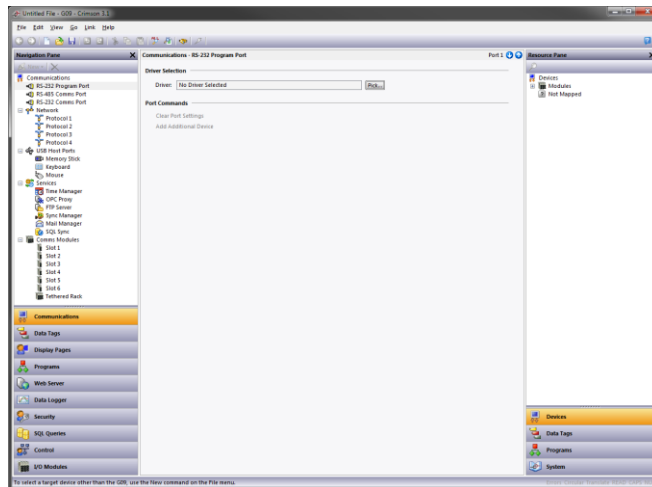 Untitled File - G08 - Crimson 3.1
File Edit View Go Link Help
Navigation Pane
Communications
RS-232 Program Port
RS-485 Comms Port
RS-232 Comms Port
Network
Protocol 1
Protocol 2
Protocol 3
Protocol 4
USB Host Ports
Memory Stick
Keyboard
Mouse
Services
Time Manager
OPC Proxy
FTP Server
Sync Manager
Mail Manager
SQL Sync
Comms Modules
Slot 1
Slot 2
Slot 3
Slot 4
Slot 5
Slot 6
Tethered Rack
Communications
Data Tags
Display Pages
Programs
Web Server
Data Logger
Security
SQL Queries
Control
I/O Modules
Communications - RS-232 Program Port
Port 1
Driver Selection
Driver: No Driver Selected Pick...
Port Commands
Clear Port Settings
Add Additional Device
Resource Pane
Devices
Modules
Not Mapped
Devices
Data Tags
Programs
System
To select a target device other than the G08, use the New command on the File menu.